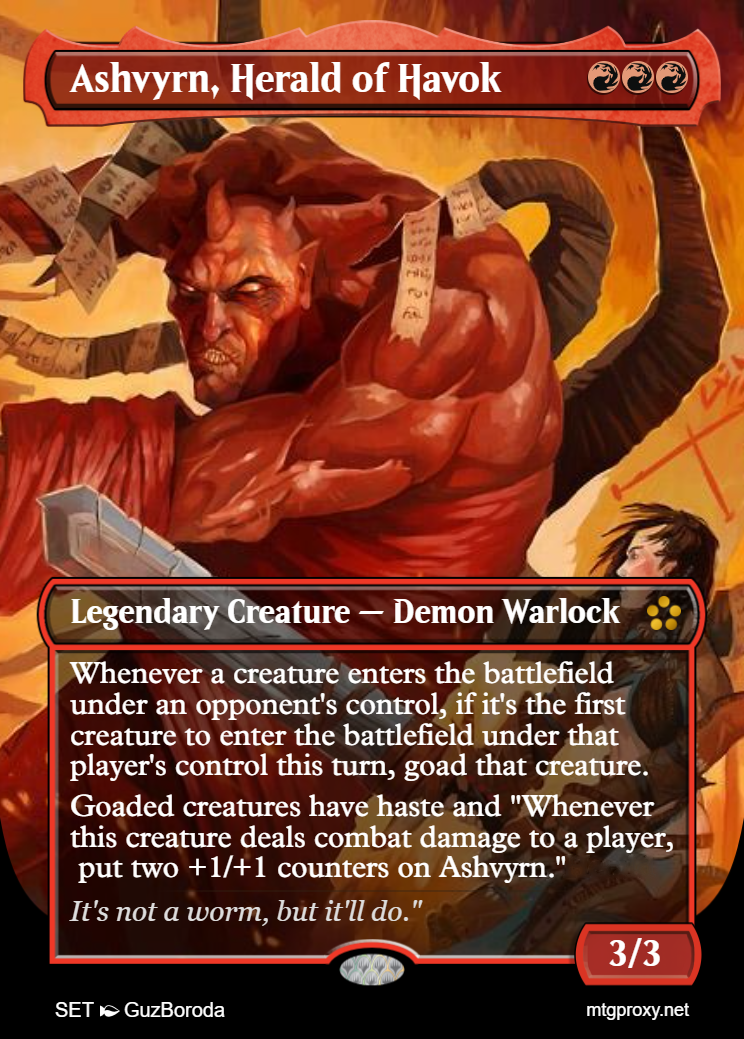 Ashvyrn, Herald of Havok
Legendary Creature — Demon Warlock
Whenever a creature enters the battlefield
under an opponent's control, if it's the first
creature to enter the battlefield under that
player's control this turn, goad that creature.
Goaded creatures have haste and "Whenever
this creature deals combat damage to a player,
put two +1/+1 counters on Ashvyrn."
It's not a worm, but it'll do."
3/3
SET GuzBoroda
mtgproxy.net